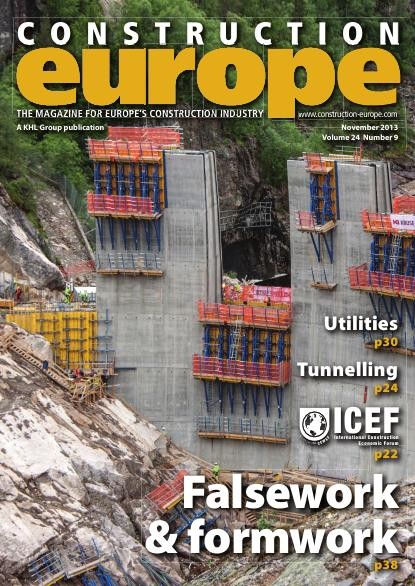 CONSTRUCTION
europe
THE MAGAZINE FOR EUROPE'S CONSTRUCTION INDUSTRY
www.construction-europe.com
A KHL Group publication
November 2013
Volume 24 Number 9
Utilities
p30
Tunnelling
p24
ICEF
International Construction
Economic Forum
p22
Falsework
& formwork
p38